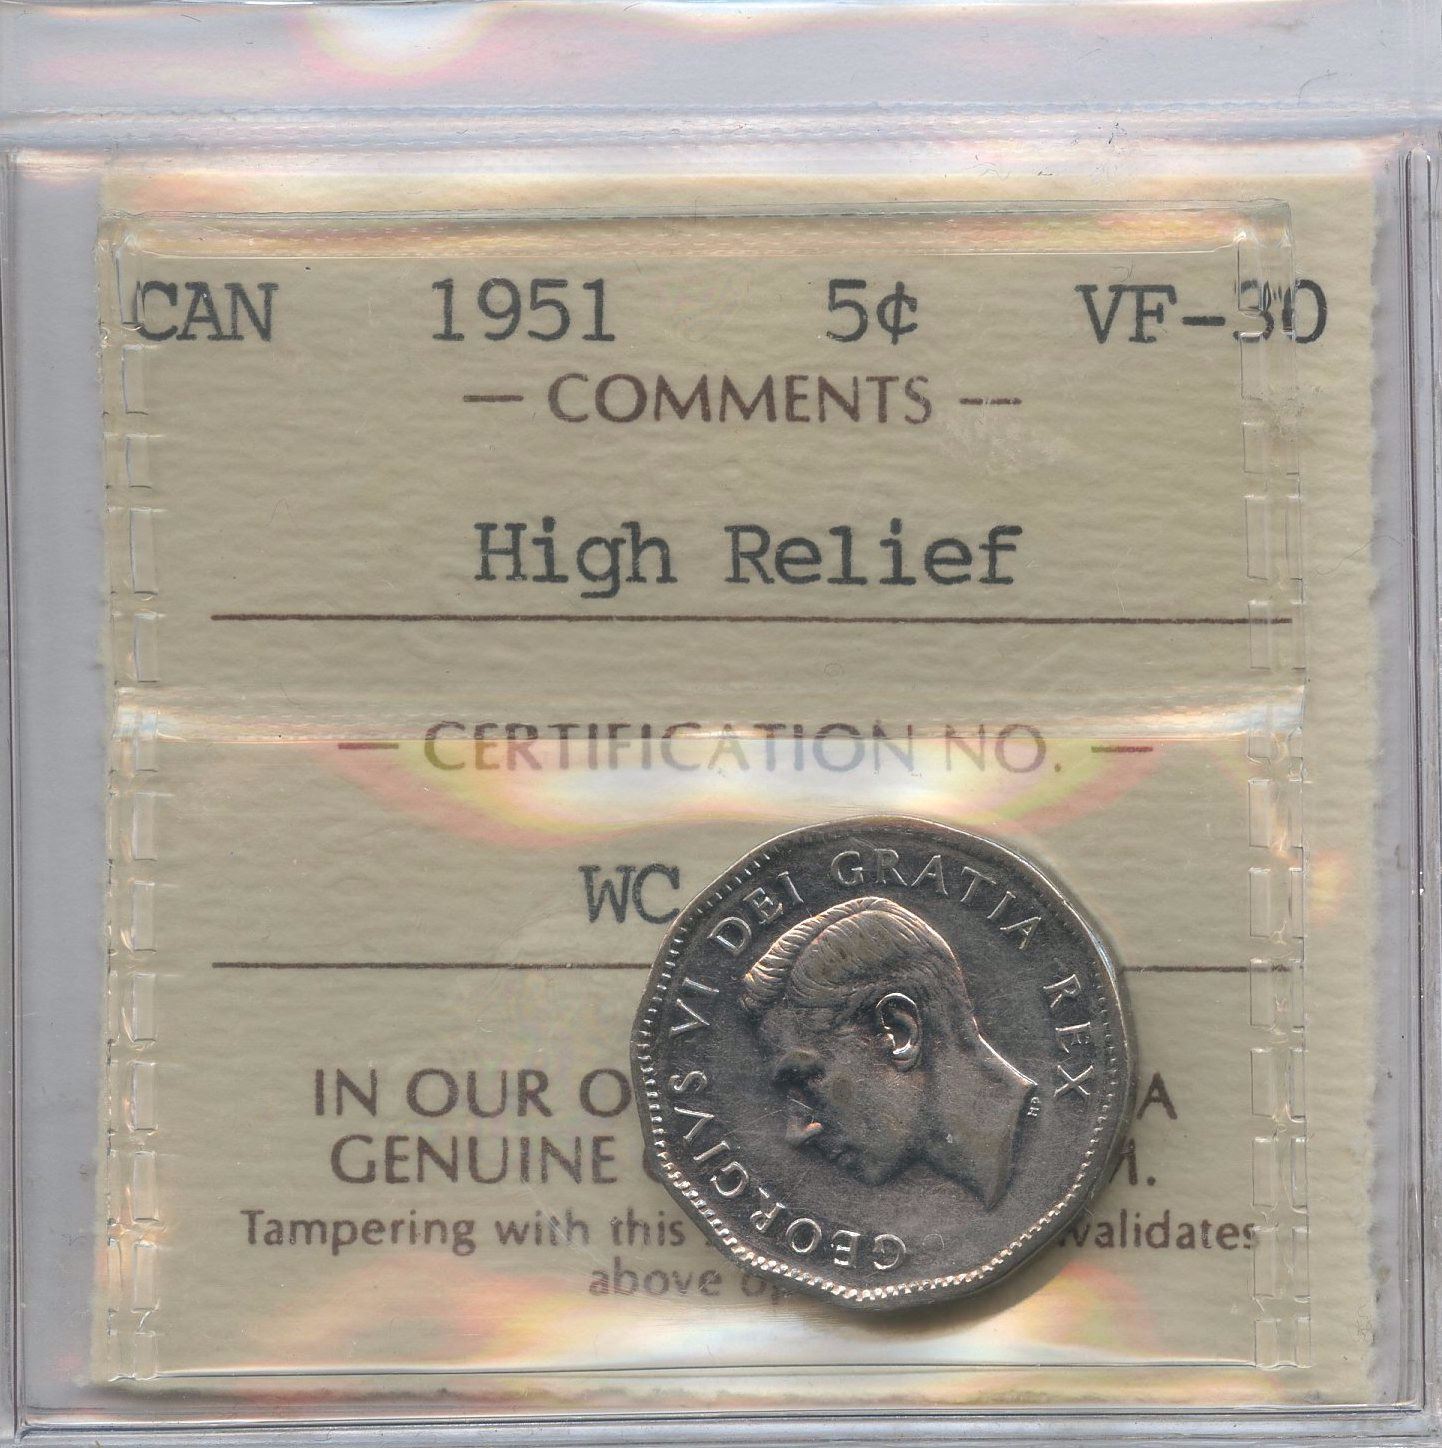 CAN 1951 5¢ VF-30
— COMMENTS —
High Relief
— CERTIFICATION NO. —
WC
IN OUR A
GENUINE
Tampering with this validates
above
GEORGIVS VI DEI GRATIA REX
HP